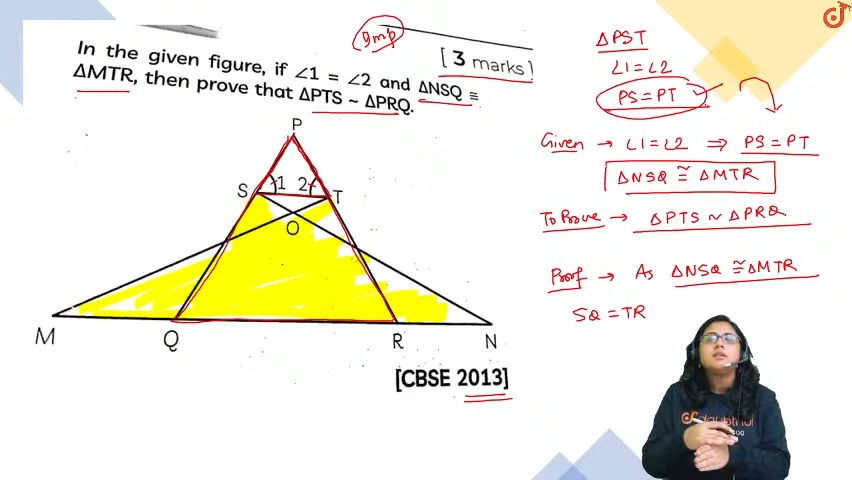 Imp
[3 marks]
In the given figure, if ∠1 = ∠2 and ΔNSQ ≅
ΔMTR, then prove that ΔPTS ~ ΔPRQ.
P
S 1 2 T
O
M Q R N
[CBSE 2013]
ΔPST
∠1 = ∠2
PS = PT
Given → ∠1 = ∠2 ⇒ PS = PT
ΔNSQ ≅ ΔMTR
To Prove → ΔPTS ~ ΔPRQ
Proof → As ΔNSQ ≅ ΔMTR
SQ = TR
doubtnut